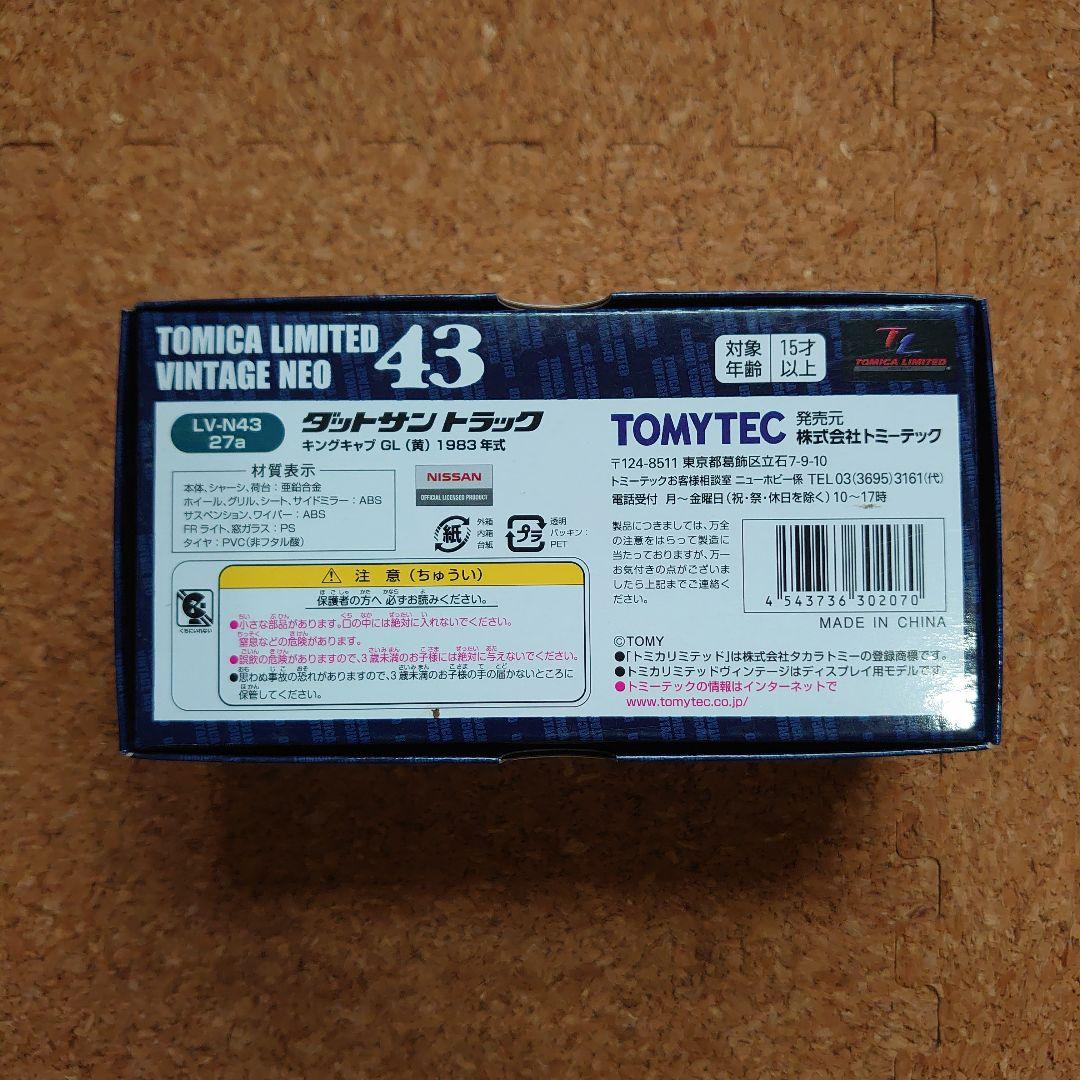 TOMICA LIMITED
VINTAGE NEO
43
対象年齢
15才以上
TOMICA LIMITED
LV-N43
27a
ダットサン トラック
キングキャブ GL (黄) 1983年式
材質表示
本体、シャーシ、荷台：亜鉛合金
ホイール、グリル、シート、サイドミラー：ABS
サスペンション、ワイパー：ABS
FRライト、窓ガラス：PS
タイヤ：PVC(非フタル酸)
NISSAN
OFFICIAL LICENSED PRODUCT
紙
外箱
内箱
台紙
プラ
透明
パッキン：
PET
くちにいれない
注 意 (ちゅうい)
保護者の方へ 必ずお読みください。
●小さな部品があります。口の中には絶対に入れないでください。
窒息などの危険があります。
●誤飲の危険がありますので、3歳未満のお子様には絶対に与えないでください。
●思わぬ事故の恐れがありますので、3歳未満のお子様の手の届かないところに
保管してください。
TOMYTEC
発売元
株式会社トミーテック
〒124-8511 東京都葛飾区立石7-9-10
トミーテックお客様相談室 ニューホビー係 TEL 03(3695)3161(代)
電話受付 月～金曜日(祝・祭・休日を除く)10～17時
製品につきましては、万全
の注意をはらって製造に
当たっておりますが、万一
お気付きの点がございま
したら上記までご連絡く
ださい。
4 543736 302070
MADE IN CHINA
©TOMY
●「トミカリミテッド」は株式会社タカラトミーの登録商標です。
●トミカリミテッドヴィンテージはディスプレイ用モデルです。
●トミーテックの情報はインターネットで
www.tomytec.co.jp/